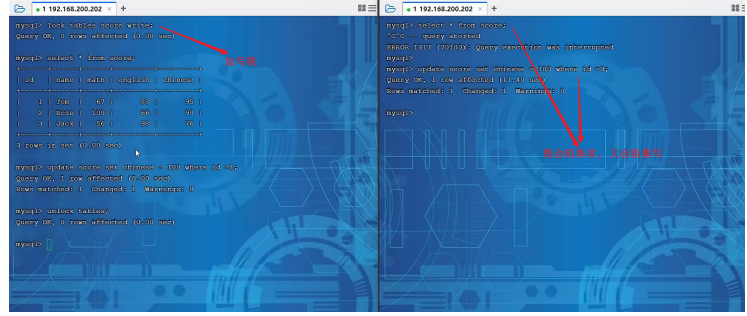 1 192.168.200.202 × +
mysql> lock tables score write;
Query OK, 0 rows affected (0.00 sec)
mysql> select * from score;
| id | name | math | english | chinese |
| 1 | Tom | 67 | 88 | 95 |
| 2 | Rose | 100 | 66 | 90 |
| 3 | Jack | 56 | 98 | 76 |
3 rows in set (0.00 sec)
mysql> update score set chinese = 100 where id =1;
Query OK, 1 row affected (0.00 sec)
Rows matched: 1 Changed: 1 Warnings: 0
mysql> unlock tables;
Query OK, 0 rows affected (0.00 sec)
mysql>
1 192.168.200.202 × +
mysql> select * from score;
^C^C -- query aborted
ERROR 1317 (70100): Query execution was interrupted
mysql>
mysql> update score set chinese = 100 where id =3;
Query OK, 1 row affected (17.40 sec)
Rows matched: 1 Changed: 1 Warnings: 0
mysql>